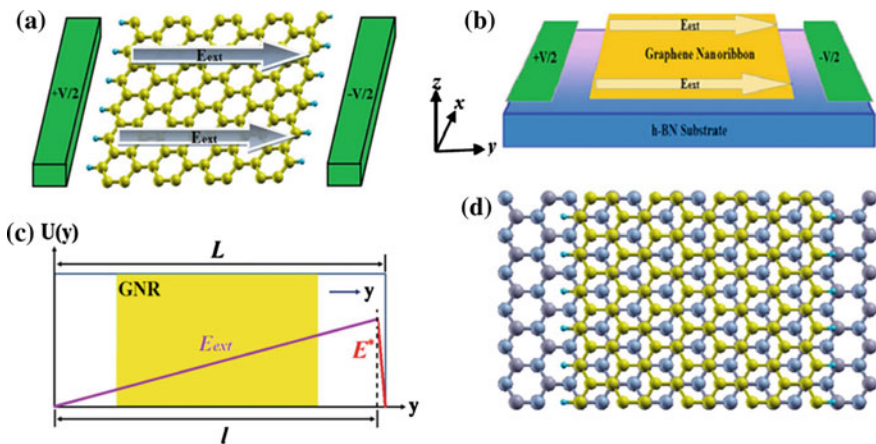 (a)
+V/2
Eext
Eext
-V/2
(b)
Eext
+V/2
Graphene Nanoribbon
-V/2
Eext
z
x
y
h-BN Substrate
(c)
U(y)
L
GNR
y
Eext
E*
y
l
(d)